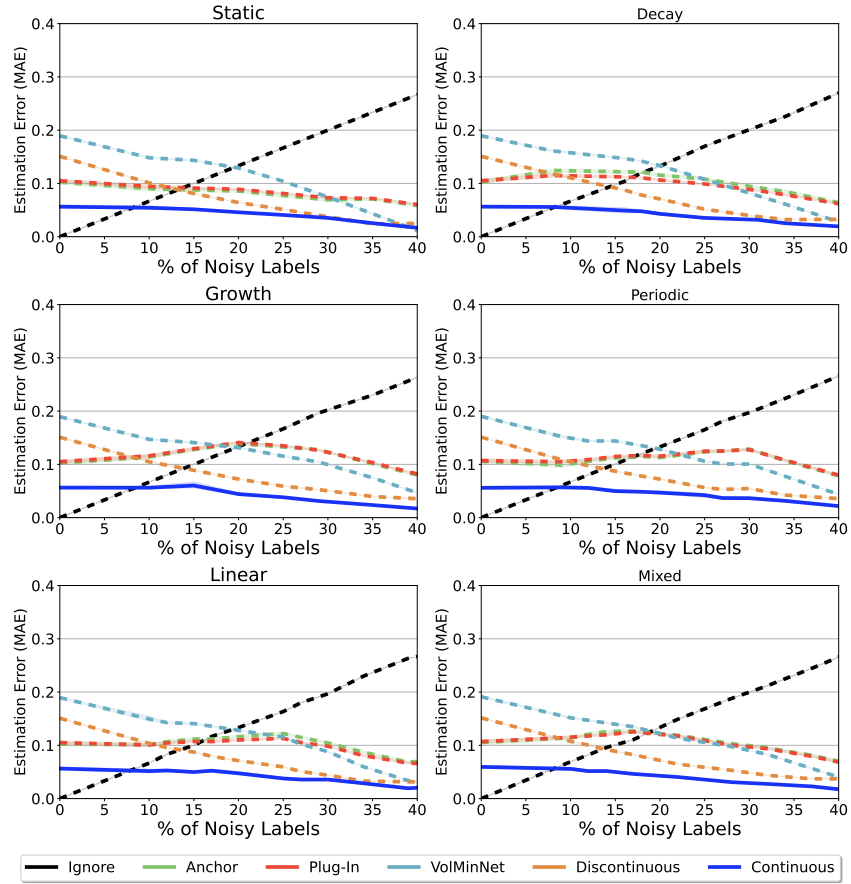 Static
Estimation Error (MAE)
0.4
0.3
0.2
0.1
0.0
0 5 10 15 20 25 30 35 40
% of Noisy Labels
Decay
Estimation Error (MAE)
0.4
0.3
0.2
0.1
0.0
0 5 10 15 20 25 30 35 40
% of Noisy Labels
Growth
Estimation Error (MAE)
0.4
0.3
0.2
0.1
0.0
0 5 10 15 20 25 30 35 40
% of Noisy Labels
Periodic
Estimation Error (MAE)
0.4
0.3
0.2
0.1
0.0
0 5 10 15 20 25 30 35 40
% of Noisy Labels
Linear
Estimation Error (MAE)
0.4
0.3
0.2
0.1
0.0
0 5 10 15 20 25 30 35 40
% of Noisy Labels
Mixed
Estimation Error (MAE)
0.4
0.3
0.2
0.1
0.0
0 5 10 15 20 25 30 35 40
% of Noisy Labels
Ignore Anchor Plug-In VolMinNet Discontinuous Continuous